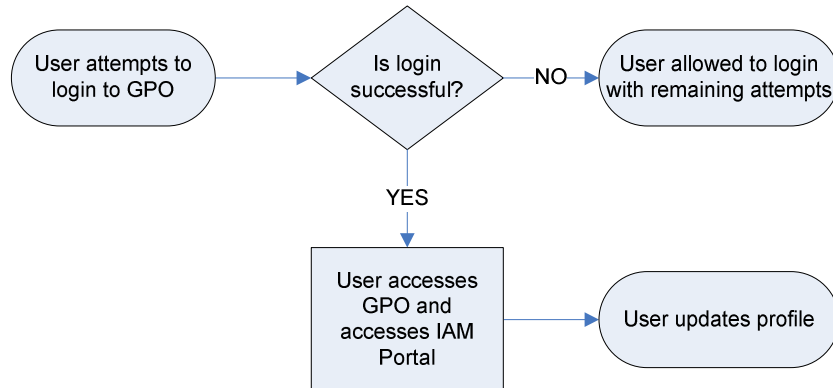 User attempts to
login to GPO
Is login
successful?
NO
User allowed to login
with remaining attempts
YES
User accesses
GPO and
accesses IAM
Portal
User updates profile